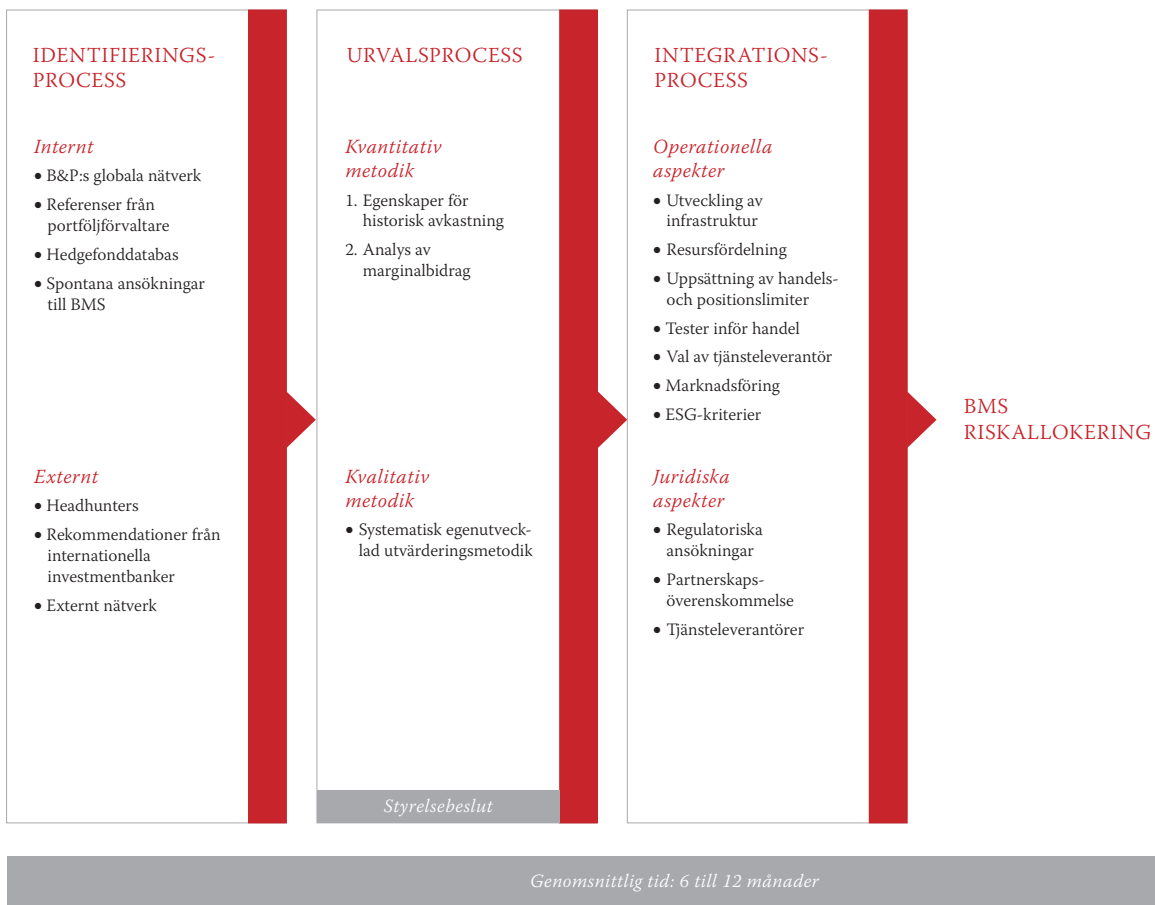 IDENTIFIERINGS-
PROCESS
Internt
• B&P:s globala nätverk
• Referenser från
portföljförvaltare
• Hedgefonddatabas
• Spontana ansökningar
till BMS
Externt
• Headhunters
• Rekommendationer från
internationella
investmentbanker
• Externt nätverk
URVALSPROCESS
Kvantitativ
metodik
1. Egenskaper för
historisk avkastning
2. Analys av
marginalbidrag
Kvalitativ
metodik
• Systematisk egenutveck-
lad utvärderingsmetodik
Styrelsebeslut
INTEGRATIONS-
PROCESS
Operationella
aspekter
• Utveckling av
infrastruktur
• Resursfördelning
• Uppsättning av handels-
och positionslimiter
• Tester inför handel
• Val av tjänsteleverantör
• Marknadsföring
• ESG-kriterier
Juridiska
aspekter
• Regulatoriska
ansökningar
• Partnerskaps-
överenskommelse
• Tjänsteleverantörer
BMS
RISKALLOKERING
Genomsnittlig tid: 6 till 12 månader